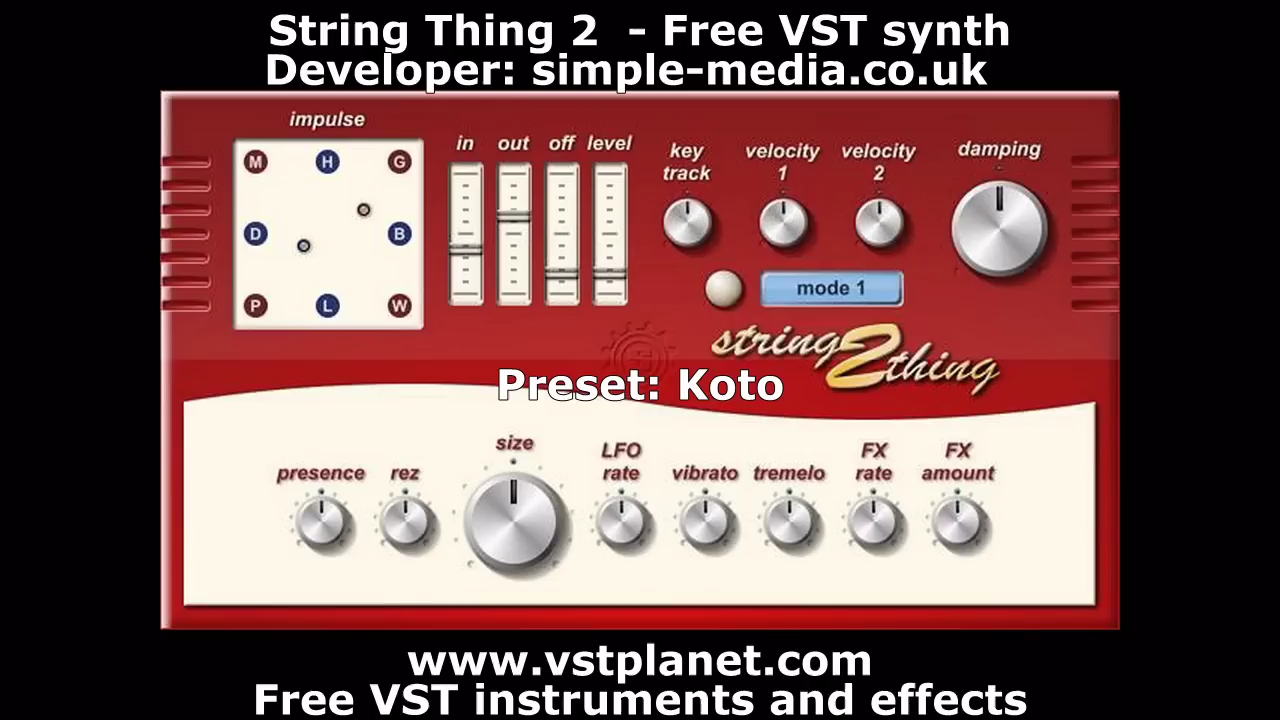 String Thing 2 - Free VST synth
Developer: simple-media.co.uk
impulse
M H G
D B
P L W
in out off level
key track
velocity 1
velocity 2
damping
mode 1
string2thing
Preset: Koto
presence
rez
size
LFO rate
vibrato
tremelo
FX rate
FX amount
www.vstplanet.com
Free VST instruments and effects